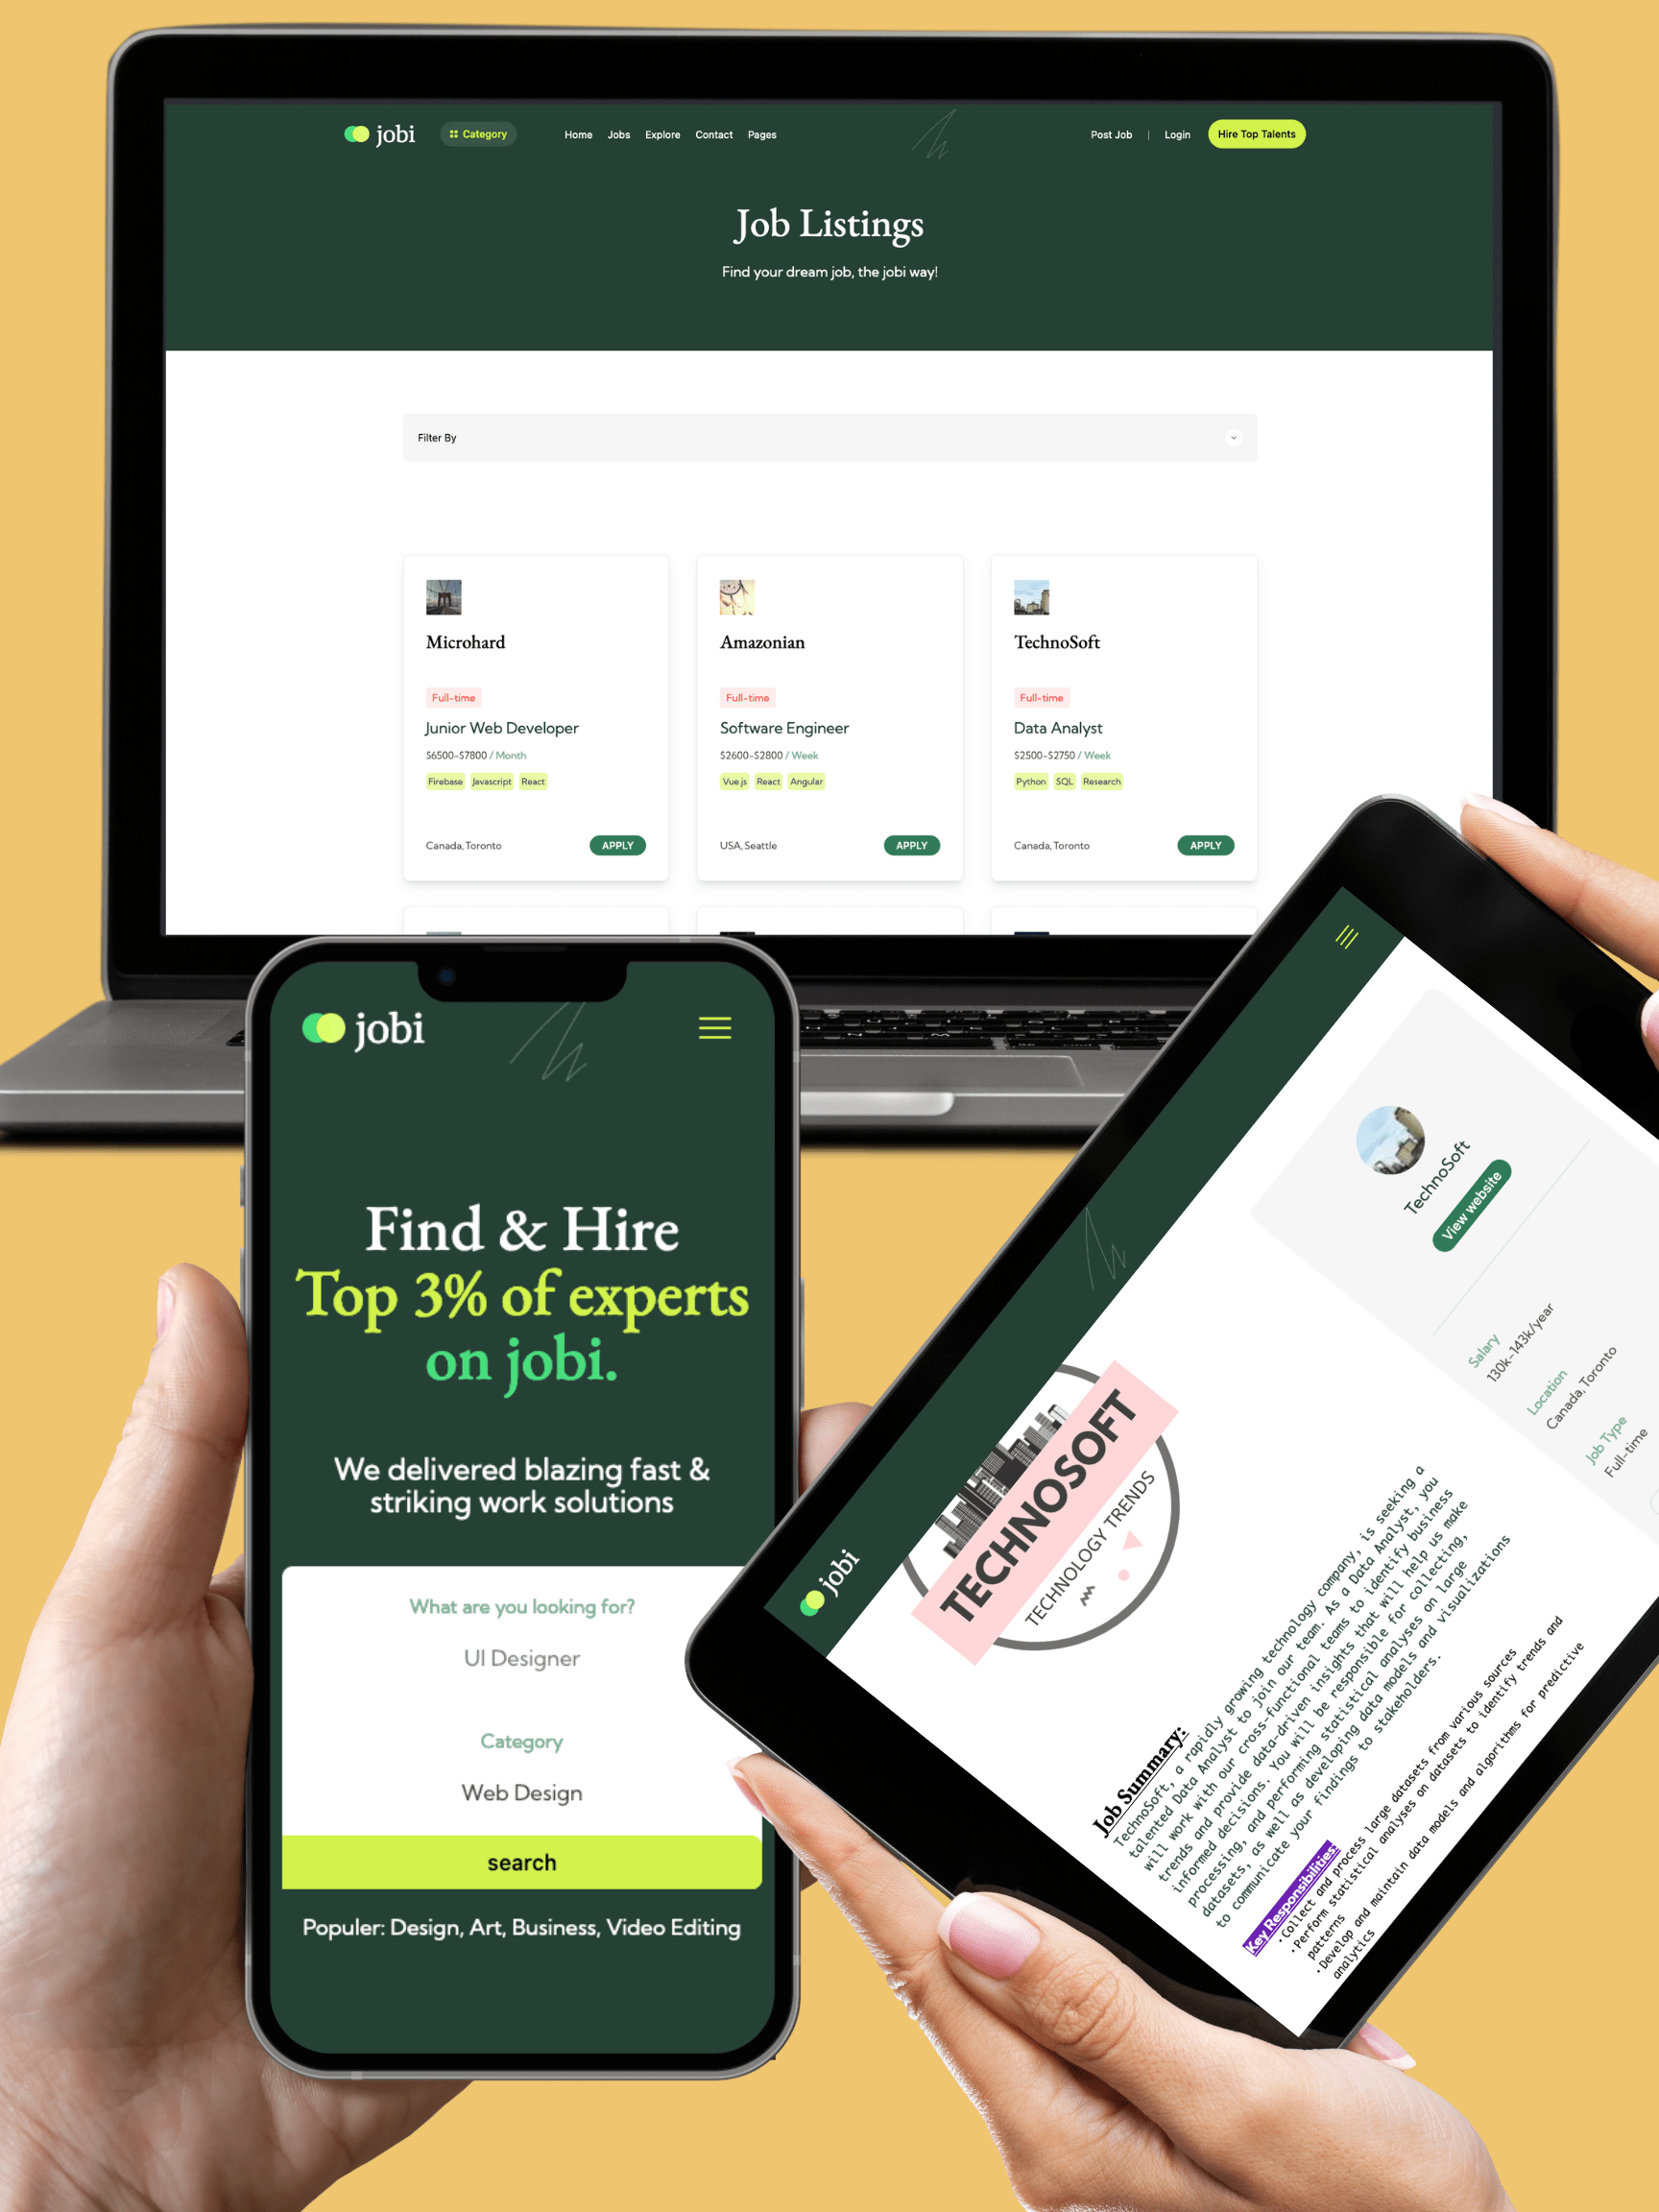 jobi
Category
Home Jobs Explore Contact Pages
Post Job | Login
Hire Top Talents
Job Listings
Find your dream job, the jobi way!
Filter By
Microhard
Full-time
Junior Web Developer
$6500-$7800 / Month
Firebase Javascript React
Canada, Toronto
APPLY
Amazonian
Full-time
Software Engineer
$2600-$2800 / Week
Vue.js React Angular
USA, Seattle
APPLY
TechnoSoft
Full-time
Data Analyst
$2500-$2750 / Week
Python SQL Research
Canada, Toronto
APPLY
jobi
Find & Hire
Top 3% of experts
on jobi.
We delivered blazing fast &
striking work solutions
What are you looking for?
UI Designer
Category
Web Design
search
Populer: Design, Art, Business, Video Editing
jobi
TECHNOSOFT
TECHNOLOGY TRENDS
Job Summary:
TechnoSoft, a rapidly growing technology company, is seeking a
talented Data Analyst to join our team. As a Data Analyst, you
will work with our cross-functional teams to identify business
trends and provide data-driven insights that will help us make
informed decisions. You will be responsible for collecting,
processing, and performing statistical analyses on large
datasets, as well as developing data models and visualizations
to communicate your findings to stakeholders.
Key Responsibilities:
•Collect and process large datasets from various sources
•Perform statistical analyses on datasets to identify trends and
patterns
•Develop and maintain data models and algorithms for predictive
analytics
TechnoSoft
View website
Salary
130k-143k/year
Location
Canada, Toronto
Job Type
Full-time